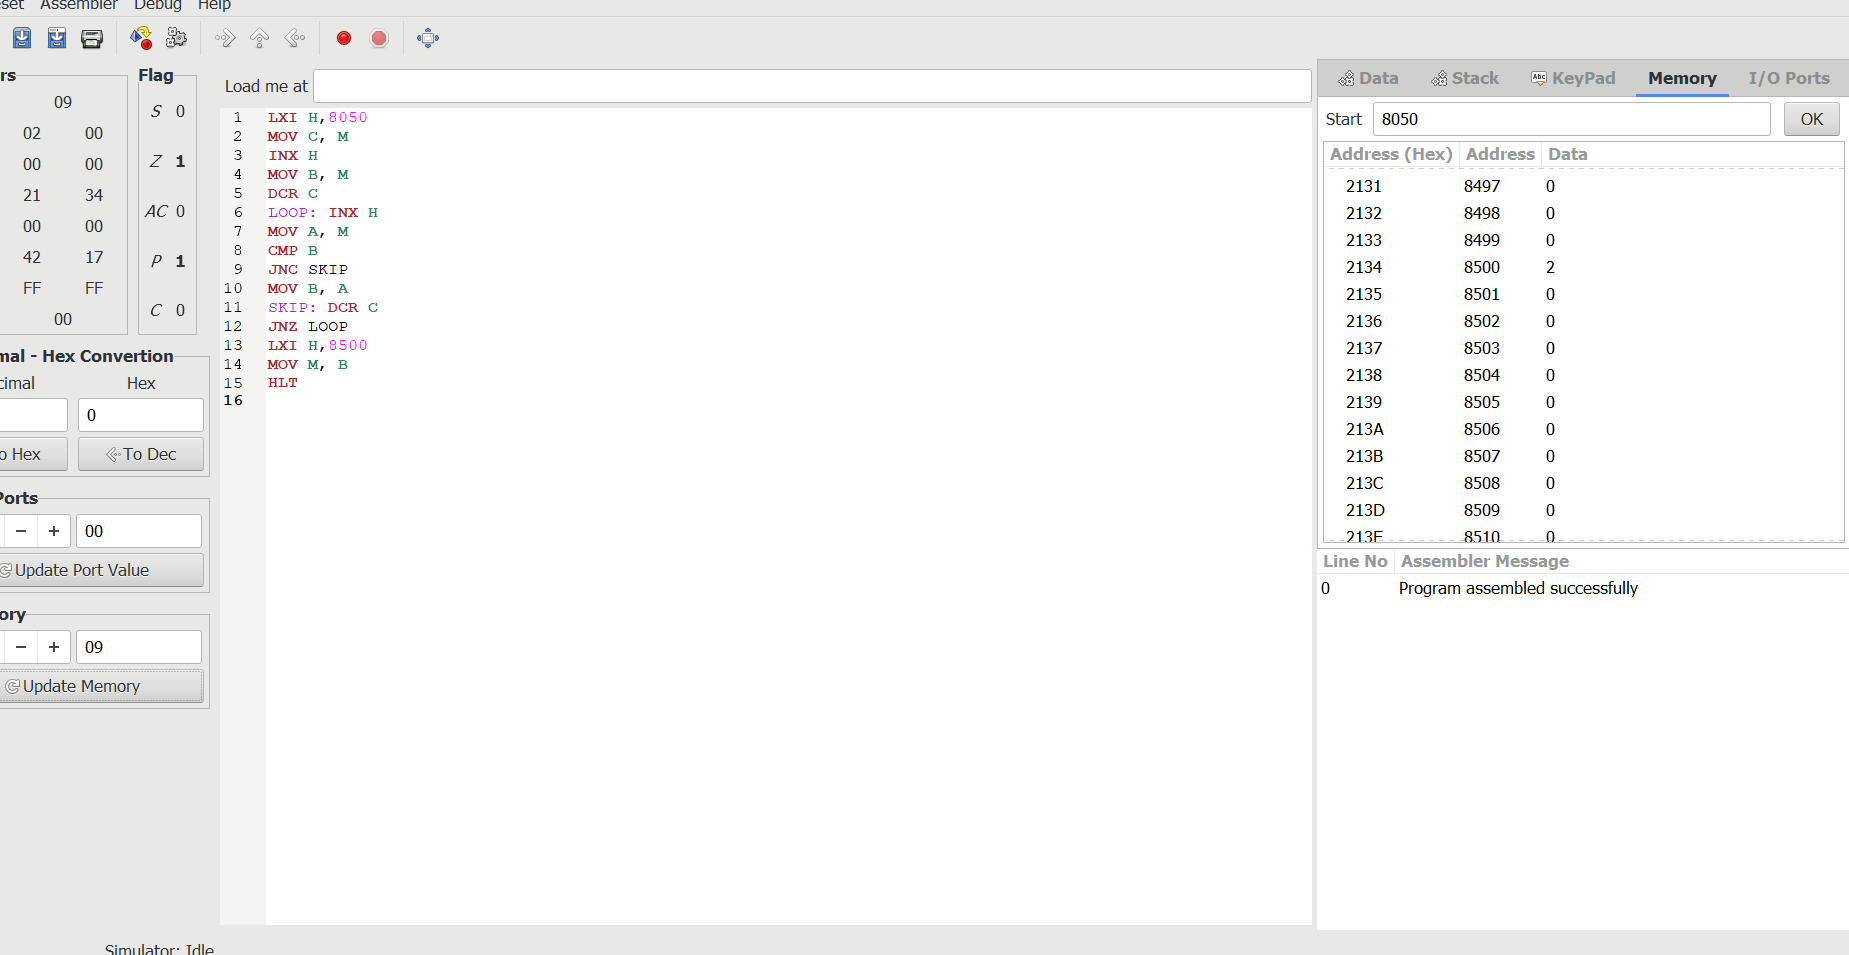 eset Assembler Debug Help
rs
09
02 00
00 00
21 34
00 00
42 17
FF FF
00
Flag
S 0
Z 1
AC 0
P 1
C 0
mal - Hex Convertion
cimal Hex
0
o Hex To Dec
Ports
− + 00
Update Port Value
ory
− + 09
Update Memory
Simulator: Idle
Load me at
1 LXI H,8050
2 MOV C, M
3 INX H
4 MOV B, M
5 DCR C
6 LOOP: INX H
7 MOV A, M
8 CMP B
9 JNC SKIP
10 MOV B, A
11 SKIP: DCR C
12 JNZ LOOP
13 LXI H,8500
14 MOV M, B
15 HLT
16
Data Stack Abc KeyPad Memory I/O Ports
Start 8050 OK
Address (Hex) Address Data
2131 8497 0
2132 8498 0
2133 8499 0
2134 8500 2
2135 8501 0
2136 8502 0
2137 8503 0
2138 8504 0
2139 8505 0
213A 8506 0
213B 8507 0
213C 8508 0
213D 8509 0
213E 8510 0
Line No Assembler Message
0 Program assembled successfully